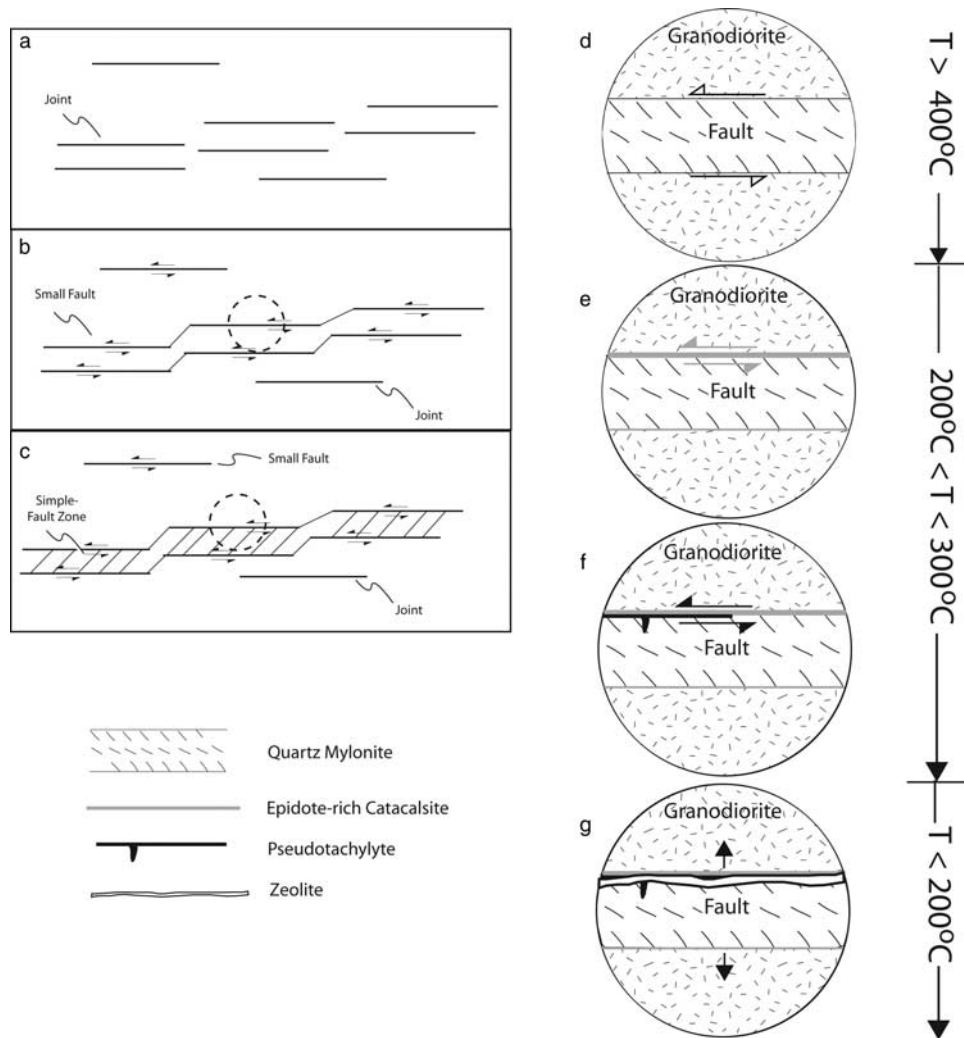 a
Joint
b
Small Fault
Joint
c
Small Fault
Simple-
Fault Zone
Joint
Quartz Mylonite
Epidote-rich Catacalsite
Pseudotachylyte
Zeolite
d
Granodiorite
Fault
e
Granodiorite
Fault
f
Granodiorite
Fault
g
Granodiorite
Fault
T > 400°C
200°C < T < 300°C
T < 200°C